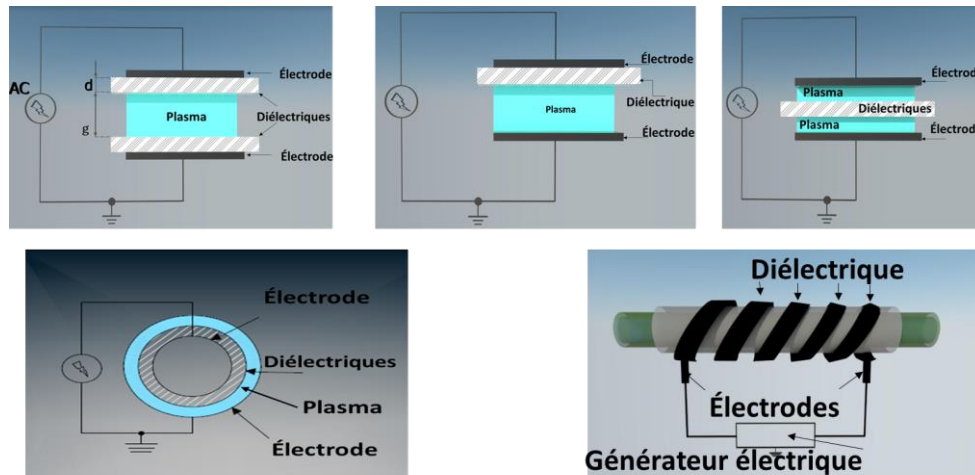 Électrode
d
AC
Plasma
Diélectriques
g
Électrode
Électrode
Diélectrique
Plasma
Électrode
Électrod
Plasma
Diélectriques
Plasma
Électrod
Électrode
Diélectriques
Plasma
Électrode
Diélectrique
Électrodes
Générateur électrique